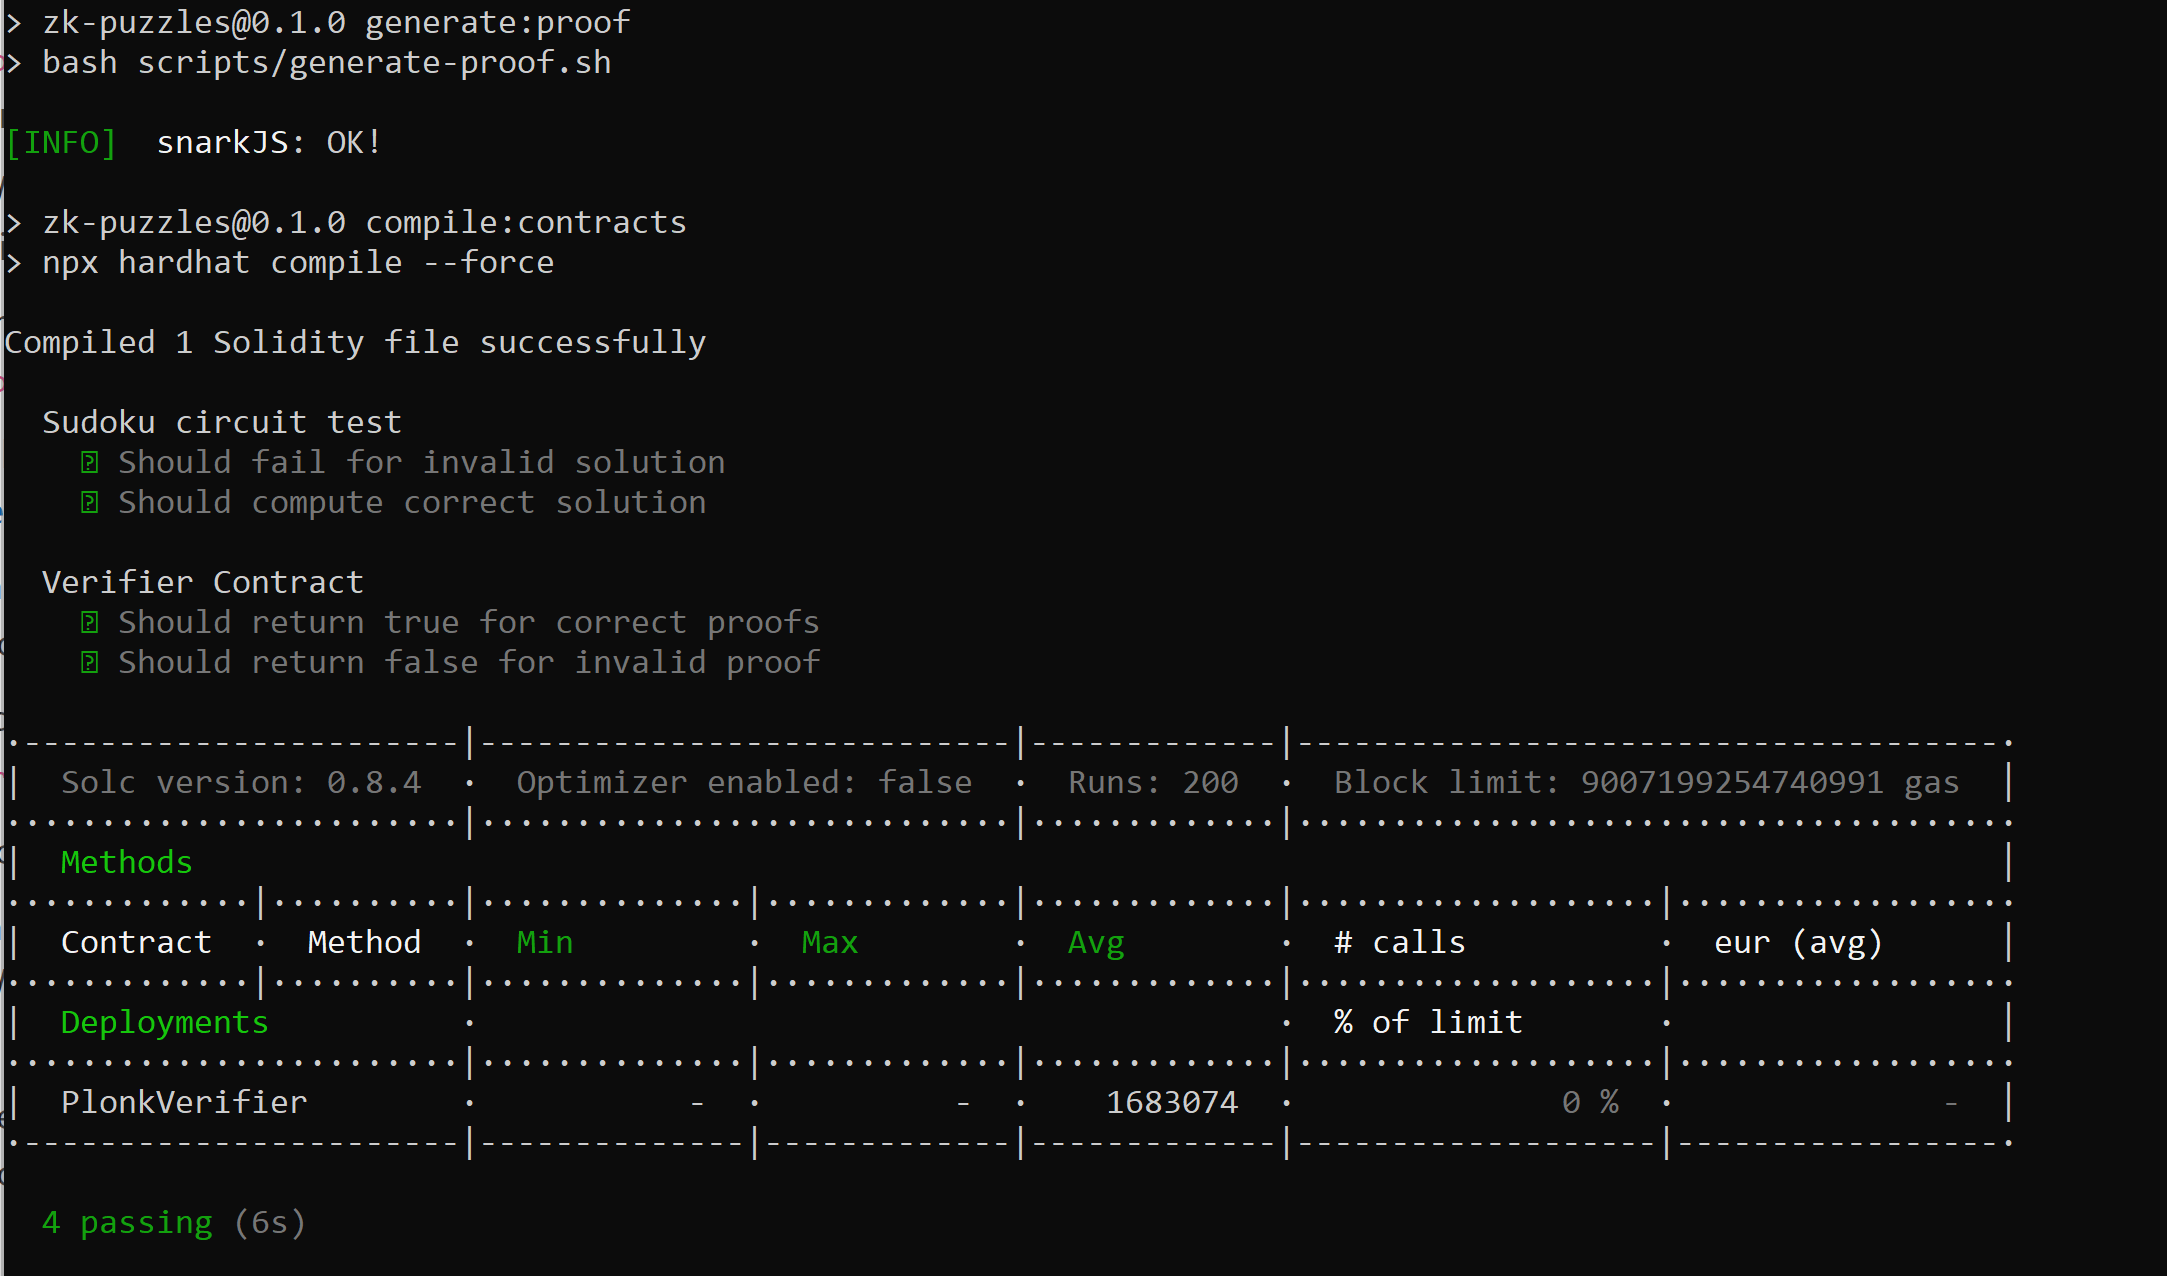 > zk-puzzles@0.1.0 generate:proof
> bash scripts/generate-proof.sh
[INFO]  snarkJS: OK!
> zk-puzzles@0.1.0 compile:contracts
> npx hardhat compile --force
Compiled 1 Solidity file successfully
Sudoku circuit test
Should fail for invalid solution
Should compute correct solution
Verifier Contract
Should return true for correct proofs
Should return false for invalid proof
| Solc version: 0.8.4 · Optimizer enabled: false · Runs: 200 · Block limit: 9007199254740991 gas |
| Methods |
| Contract · Method · Min · Max · Avg · # calls · eur (avg) |
| Deployments · · % of limit · |
| PlonkVerifier · - · - · 1683074 · 0 % · - |
4 passing (6s)